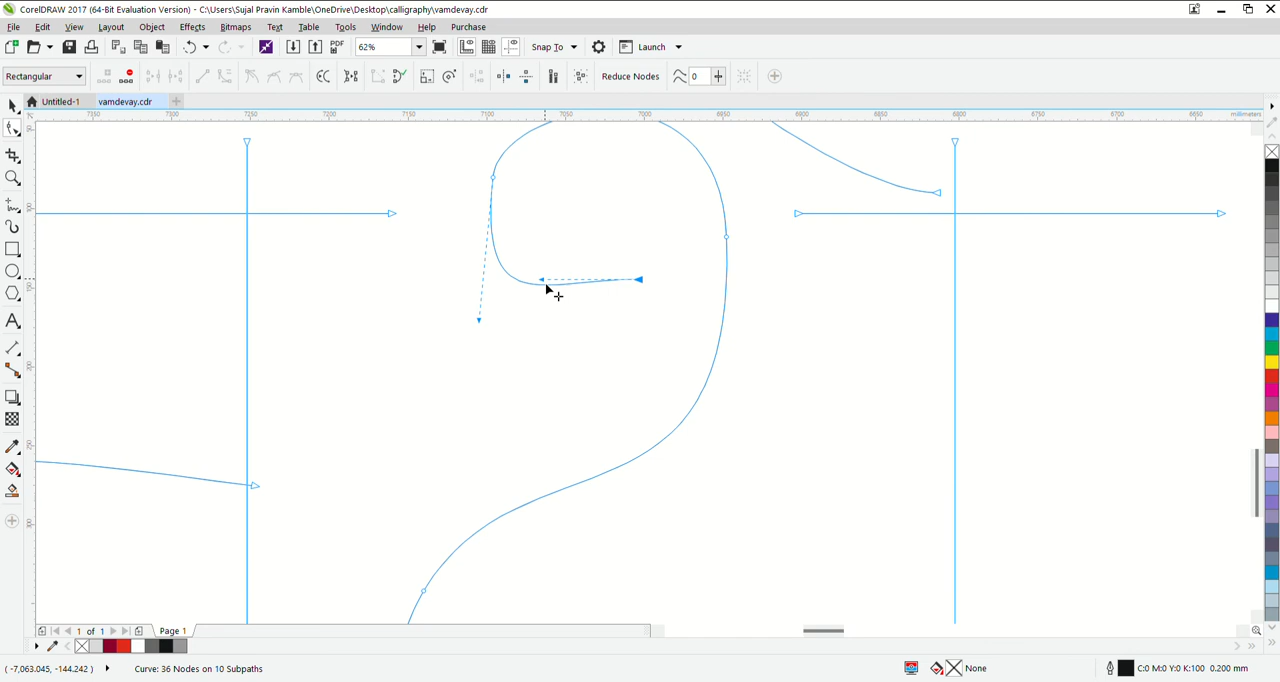 CorelDRAW 2017 (64-Bit Evaluation Version) - C:\Users\Sujal Pravin Kamble\OneDrive\Desktop\calligraphy\vamdevay.cdr
File Edit View Layout Object Effects Bitmaps Text Table Tools Window Help Purchase
PDF 62% Snap To Launch
Rectangular Reduce Nodes 0
Untitled-1 vamdevay.cdr
7350 7300 7250 7200 7150 7100 7050 7000 6950 6900 6850 6800 6750 6700 6650 millimeters
1 of 1 Page 1
( -7,063.045, -144.242 ) Curve: 36 Nodes on 10 Subpaths None C:0 M:0 Y:0 K:100 0.200 mm